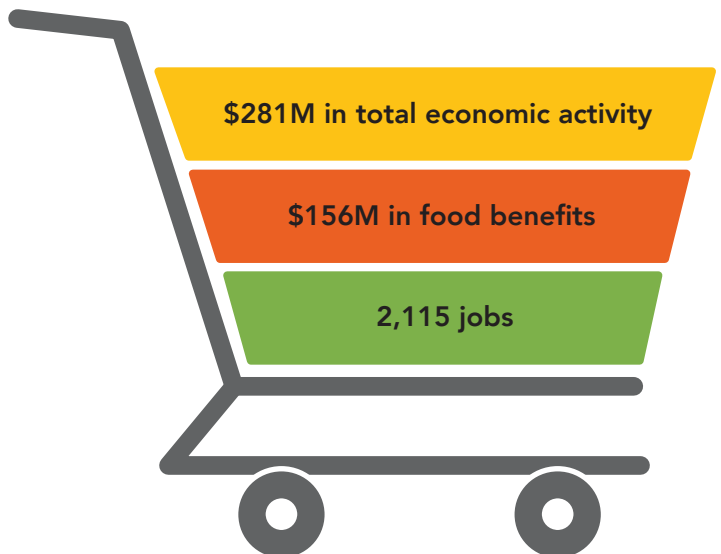 $281M in total economic activity
$156M in food benefits
2,115 jobs